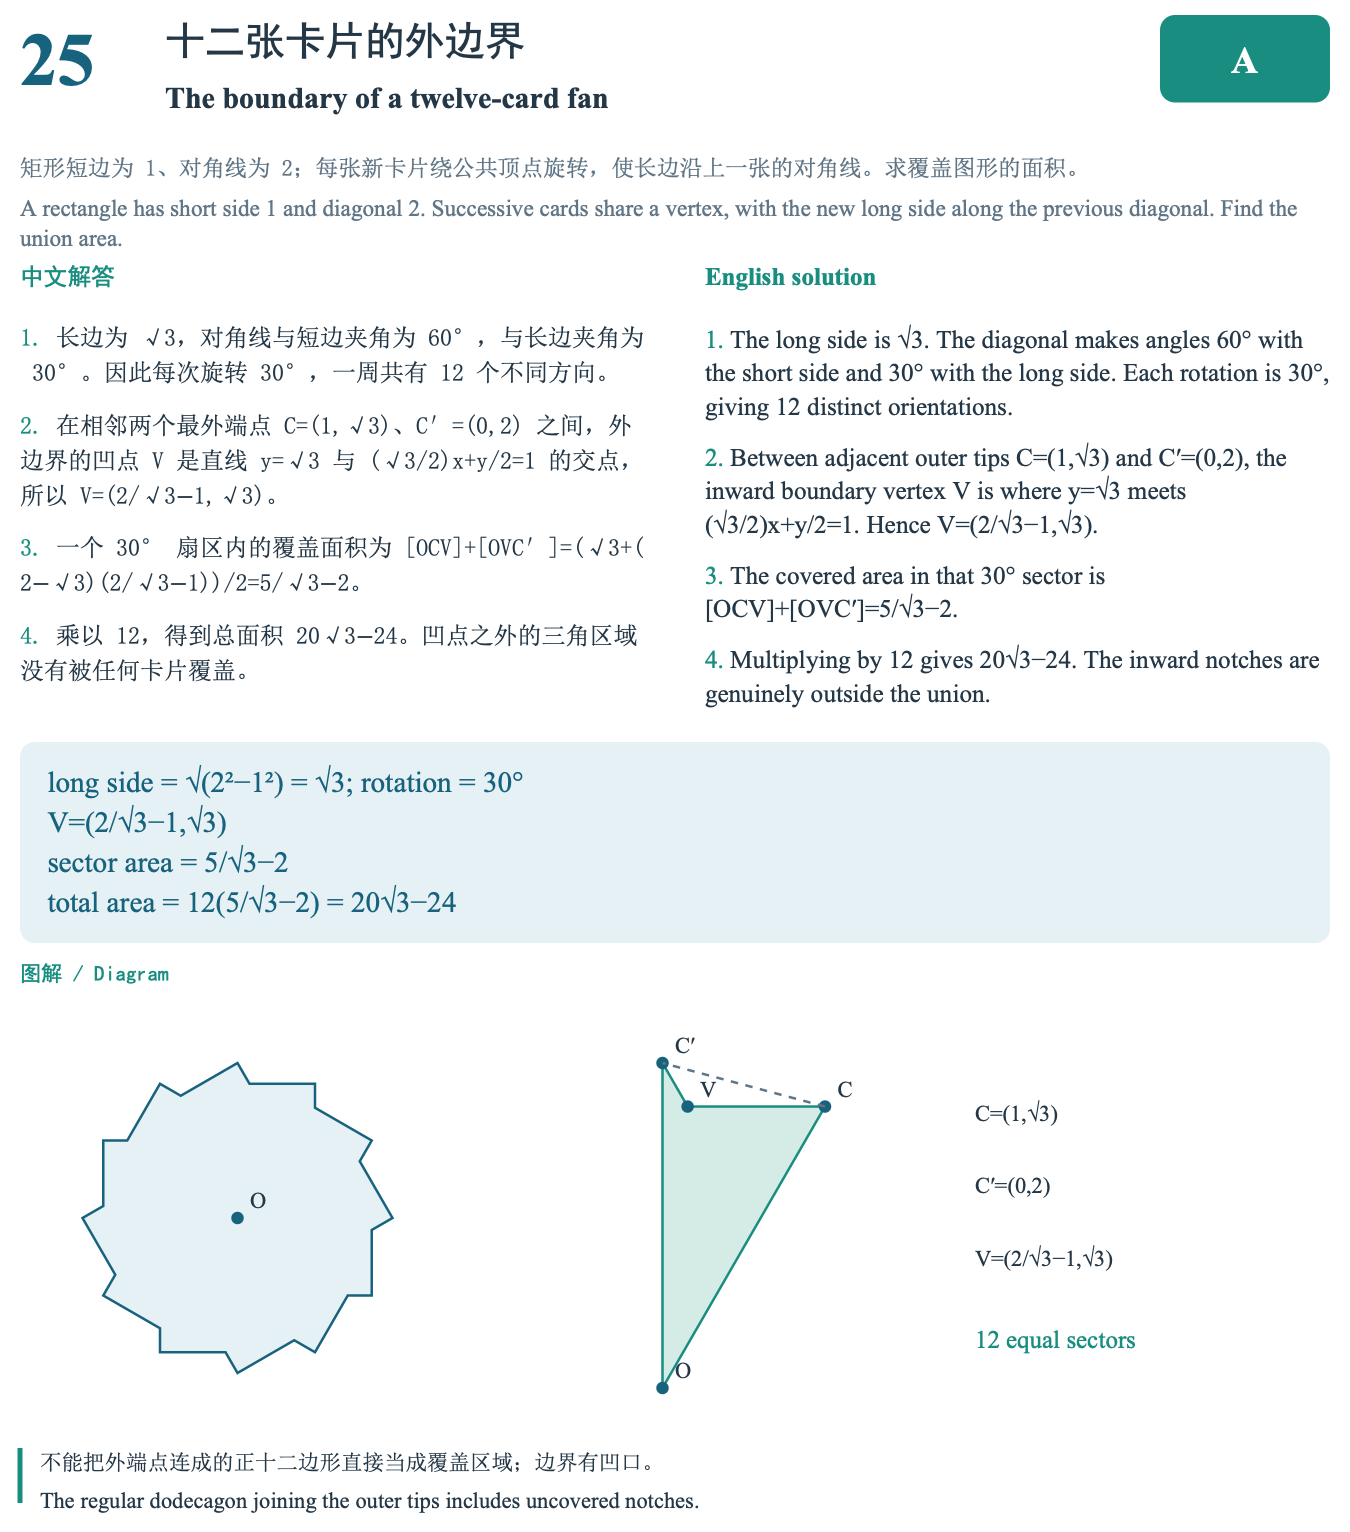 25
十二张卡片的外边界
The boundary of a twelve-card fan
A
矩形短边为 1、对角线为 2；每张新卡片绕公共顶点旋转，使长边沿上一张的对角线。求覆盖图形的面积。
A rectangle has short side 1 and diagonal 2. Successive cards share a vertex, with the new long side along the previous diagonal. Find the
union area.
中文解答
1. 长边为 √3，对角线与短边夹角为 60°，与长边夹角为
30°。因此每次旋转 30°，一周共有 12 个不同方向。
2. 在相邻两个最外端点 C=(1,√3)、C′=(0,2) 之间，外
边界的凹点 V 是直线 y=√3 与 (√3/2)x+y/2=1 的交点，
所以 V=(2/√3−1,√3)。
3. 一个 30° 扇区内的覆盖面积为 [OCV]+[OVC′]=(√3+(
2−√3)(2/√3−1))/2=5/√3−2。
4. 乘以 12，得到总面积 20√3−24。凹点之外的三角区域
没有被任何卡片覆盖。
English solution
1. The long side is √3. The diagonal makes angles 60° with
the short side and 30° with the long side. Each rotation is 30°,
giving 12 distinct orientations.
2. Between adjacent outer tips C=(1,√3) and C′=(0,2), the
inward boundary vertex V is where y=√3 meets
(√3/2)x+y/2=1. Hence V=(2/√3−1,√3).
3. The covered area in that 30° sector is
[OCV]+[OVC′]=5/√3−2.
4. Multiplying by 12 gives 20√3−24. The inward notches are
genuinely outside the union.
long side = √(2²−1²) = √3; rotation = 30°
V=(2/√3−1,√3)
sector area = 5/√3−2
total area = 12(5/√3−2) = 20√3−24
图解 / Diagram
O
C′
V
C
O
C=(1,√3)
C′=(0,2)
V=(2/√3−1,√3)
12 equal sectors
不能把外端点连成的正十二边形直接当成覆盖区域；边界有凹口。
The regular dodecagon joining the outer tips includes uncovered notches.